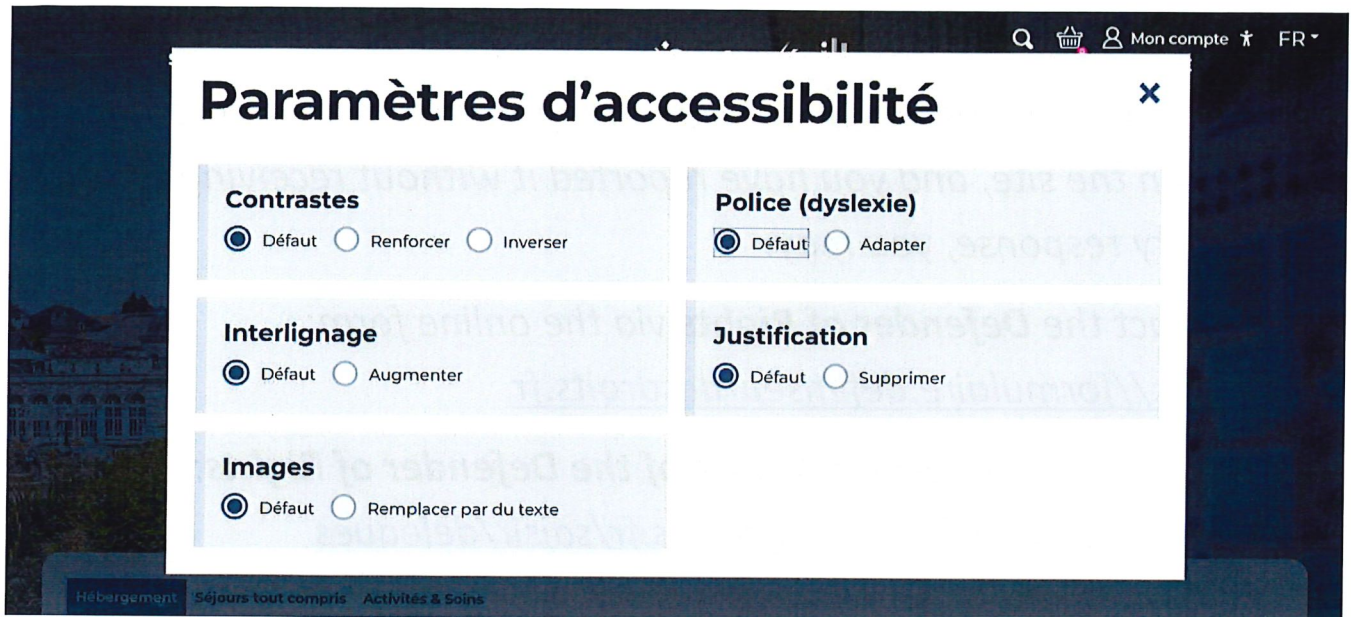 Mon compte FR
Paramètres d'accessibilité
Contrastes
Défaut Renforcer Inverser
Police (dyslexie)
Défaut Adapter
Interlignage
Défaut Augmenter
Justification
Défaut Supprimer
Images
Défaut Remplacer par du texte
Hébergement Séjours tout compris Activités & Soins